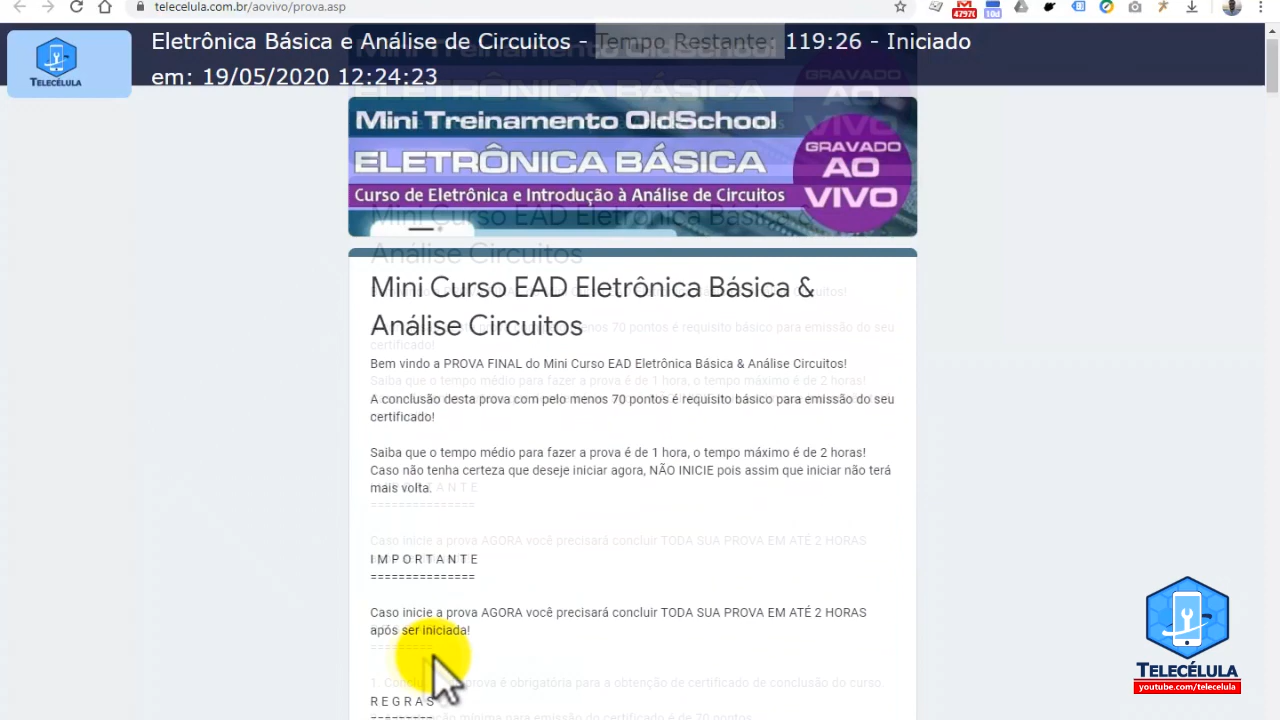 telecelula.com.br/aovivo/prova.asp
4797
10d
TELECÉLULA
Eletrônica Básica e Análise de Circuitos - Tempo Restante: 119:26 - Iniciado
em: 19/05/2020 12:24:23
Mini Treinamento OldSchool
ELETRÔNICA BÁSICA
Curso de Eletrônica e Introdução à Análise de Circuitos
GRAVADO
AO
VIVO
Mini Curso EAD Eletrônica Básica &
Análise Circuitos
Bem vindo a PROVA FINAL do Mini Curso EAD Eletrônica Básica & Análise Circuitos!
A conclusão desta prova com pelo menos 70 pontos é requisito básico para emissão do seu
certificado!
Saiba que o tempo médio para fazer a prova é de 1 hora, o tempo máximo é de 2 horas!
Caso não tenha certeza que deseje iniciar agora, NÃO INICIE pois assim que iniciar não terá
mais volta.
I M P O R T A N T E
===============
Caso inicie a prova AGORA você precisará concluir TODA SUA PROVA EM ATÉ 2 HORAS
após ser iniciada!
R E G R A S
TELECÉLULA
youtube.com/telecelula